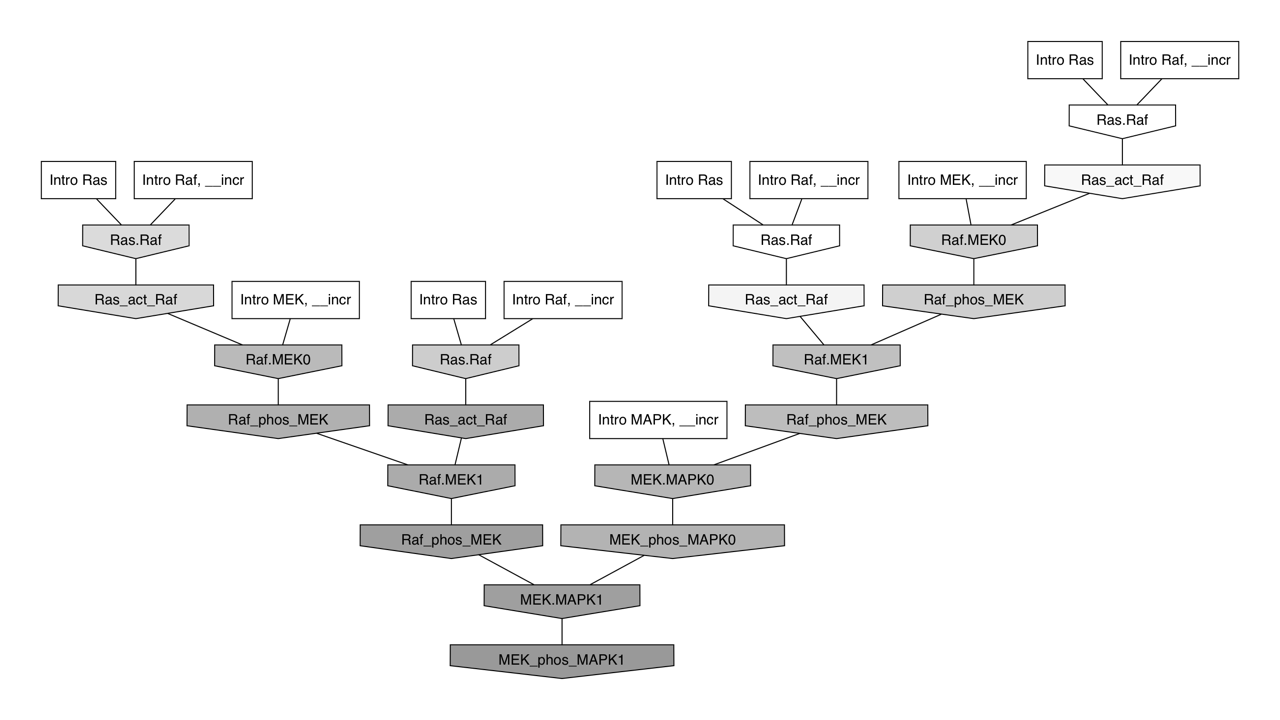 Intro Ras
Intro Raf, __incr
Ras.Raf
Intro Ras
Intro Raf, __incr
Intro Ras
Intro Raf, __incr
Intro MEK, __incr
Ras_act_Raf
Ras.Raf
Ras.Raf
Raf.MEK0
Ras_act_Raf
Intro MEK, __incr
Intro Ras
Intro Raf, __incr
Ras_act_Raf
Raf_phos_MEK
Raf.MEK0
Ras.Raf
Raf.MEK1
Raf_phos_MEK
Ras_act_Raf
Intro MAPK, __incr
Raf_phos_MEK
Raf.MEK1
MEK.MAPK0
Raf_phos_MEK
MEK_phos_MAPK0
MEK.MAPK1
MEK_phos_MAPK1